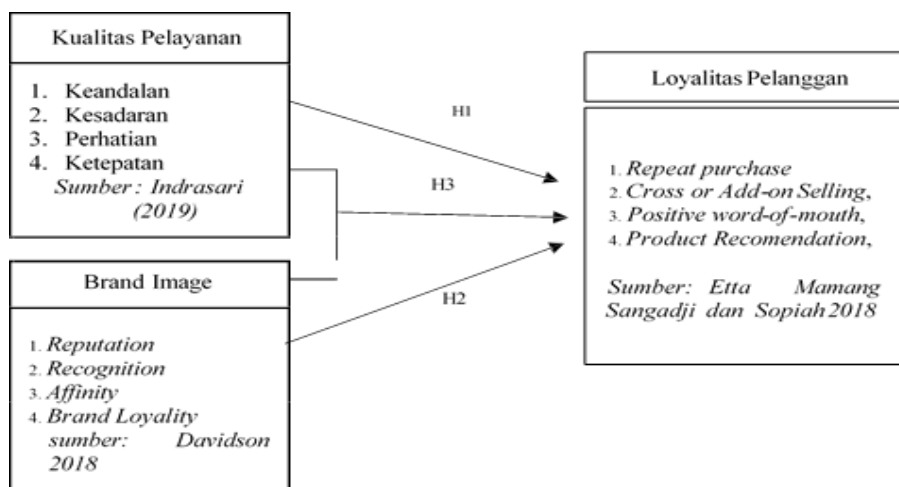 Kualitas Pelayanan
1. Keandalan
2. Kesadaran
3. Perhatian
4. Ketepatan
Sumber : Indrasari
(2019)
Brand Image
1. Reputation
2. Recognition
3. Affinity
4. Brand Loyality
sumber: Davidson
2018
H1
H3
H2
Loyalitas Pelanggan
1. Repeat purchase
2. Cross or Add-on Selling,
3. Positive word-of-mouth,
4. Product Recomendation,
Sumber: Etta Mamang
Sangadji dan Sopiah 2018